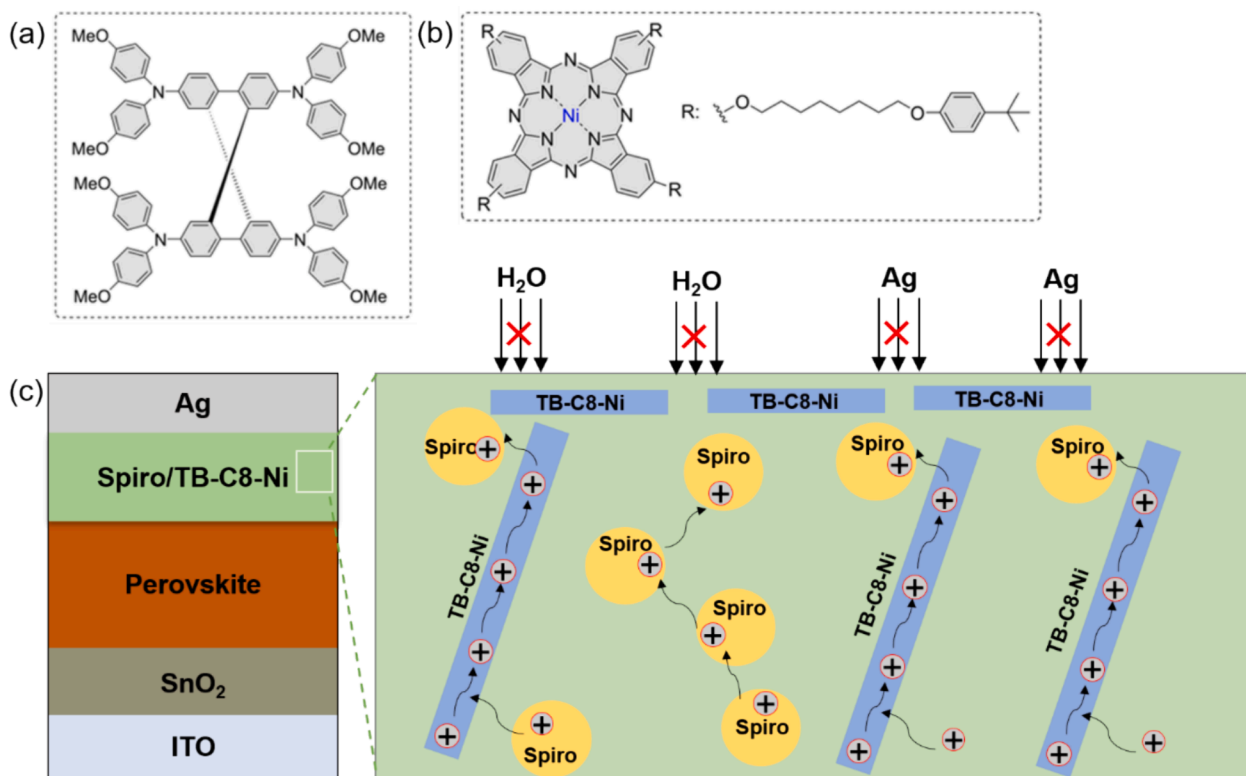 (a)
MeO
OMe
N
N
MeO
OMe
MeO
OMe
N
N
MeO
OMe
(b)
R
R
N
N
N
N
Ni
N
N
N
N
R
R
R:
O
O
H₂O
H₂O
Ag
Ag
(c)
Ag
Spiro/TB-C8-Ni
Perovskite
SnO₂
ITO
TB-C8-Ni
TB-C8-Ni
TB-C8-Ni
Spiro
+
+
+
+
+
TB-C8-Ni
+
Spiro
Spiro
+
Spiro
+
Spiro
+
+
Spiro
Spiro
+
+
+
+
+
TB-C8-Ni
+
Spiro
+
+
+
+
+
TB-C8-Ni
+